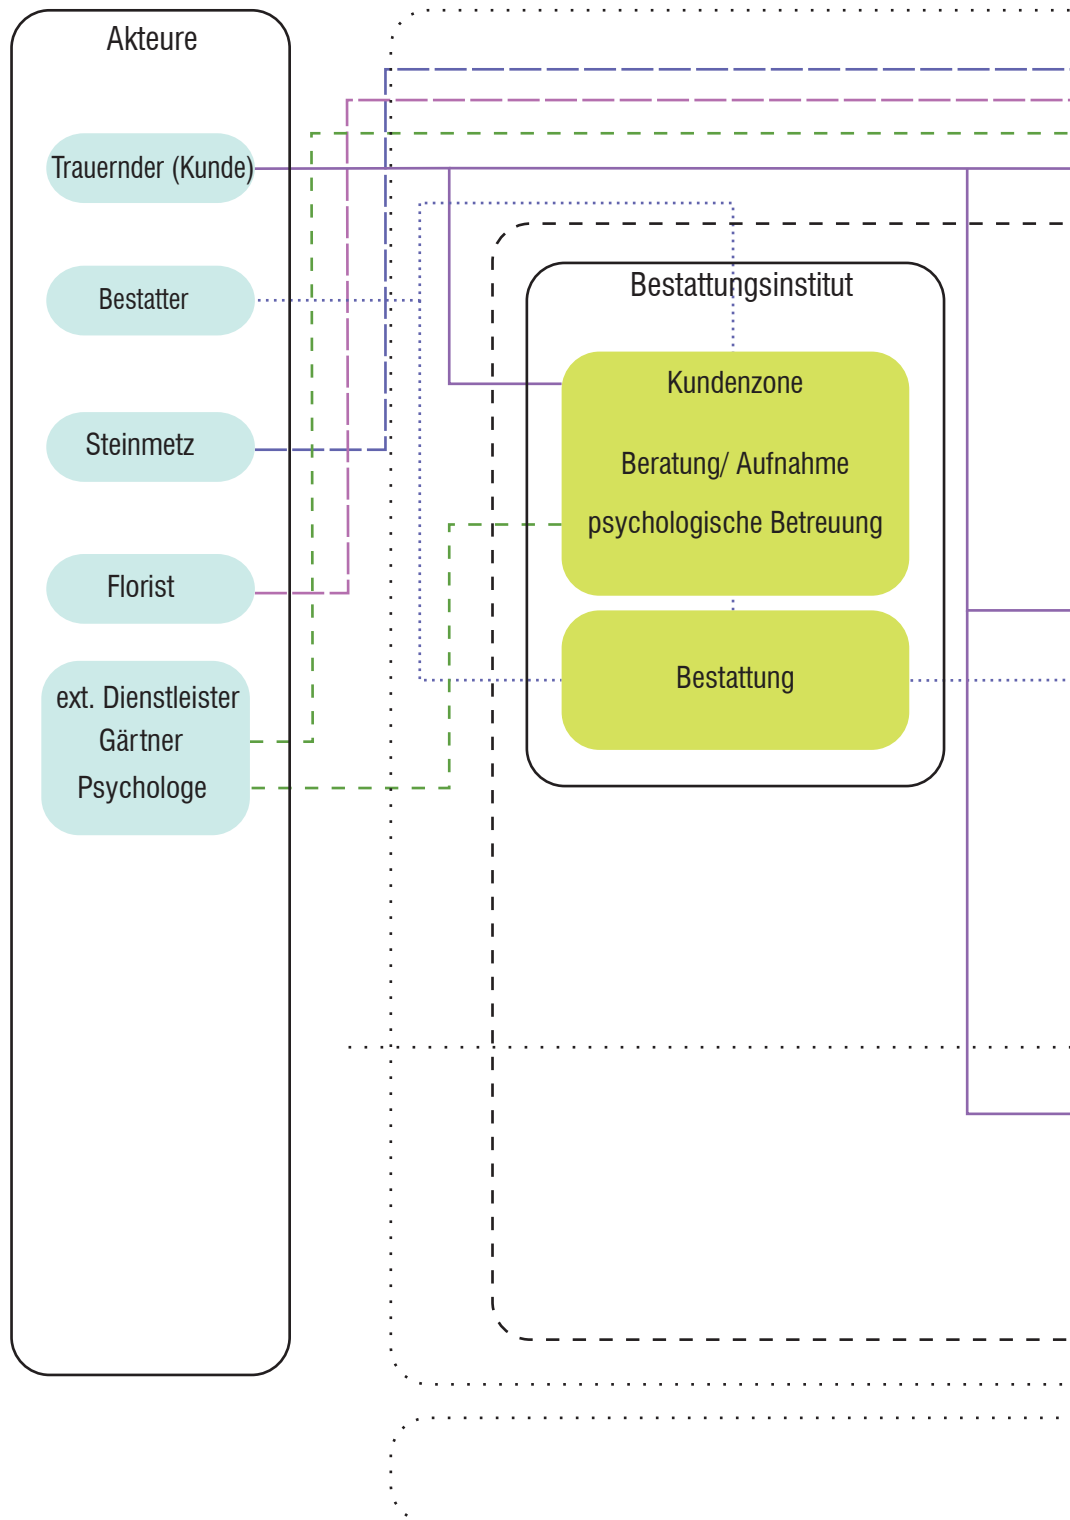 Akteure
Trauernder (Kunde)
Bestatter
Steinmetz
Florist
ext. Dienstleister
Gärtner
Psychologe
Bestattungsinstitut
Kundenzone
Beratung/ Aufnahme
psychologische Betreuung
Bestattung